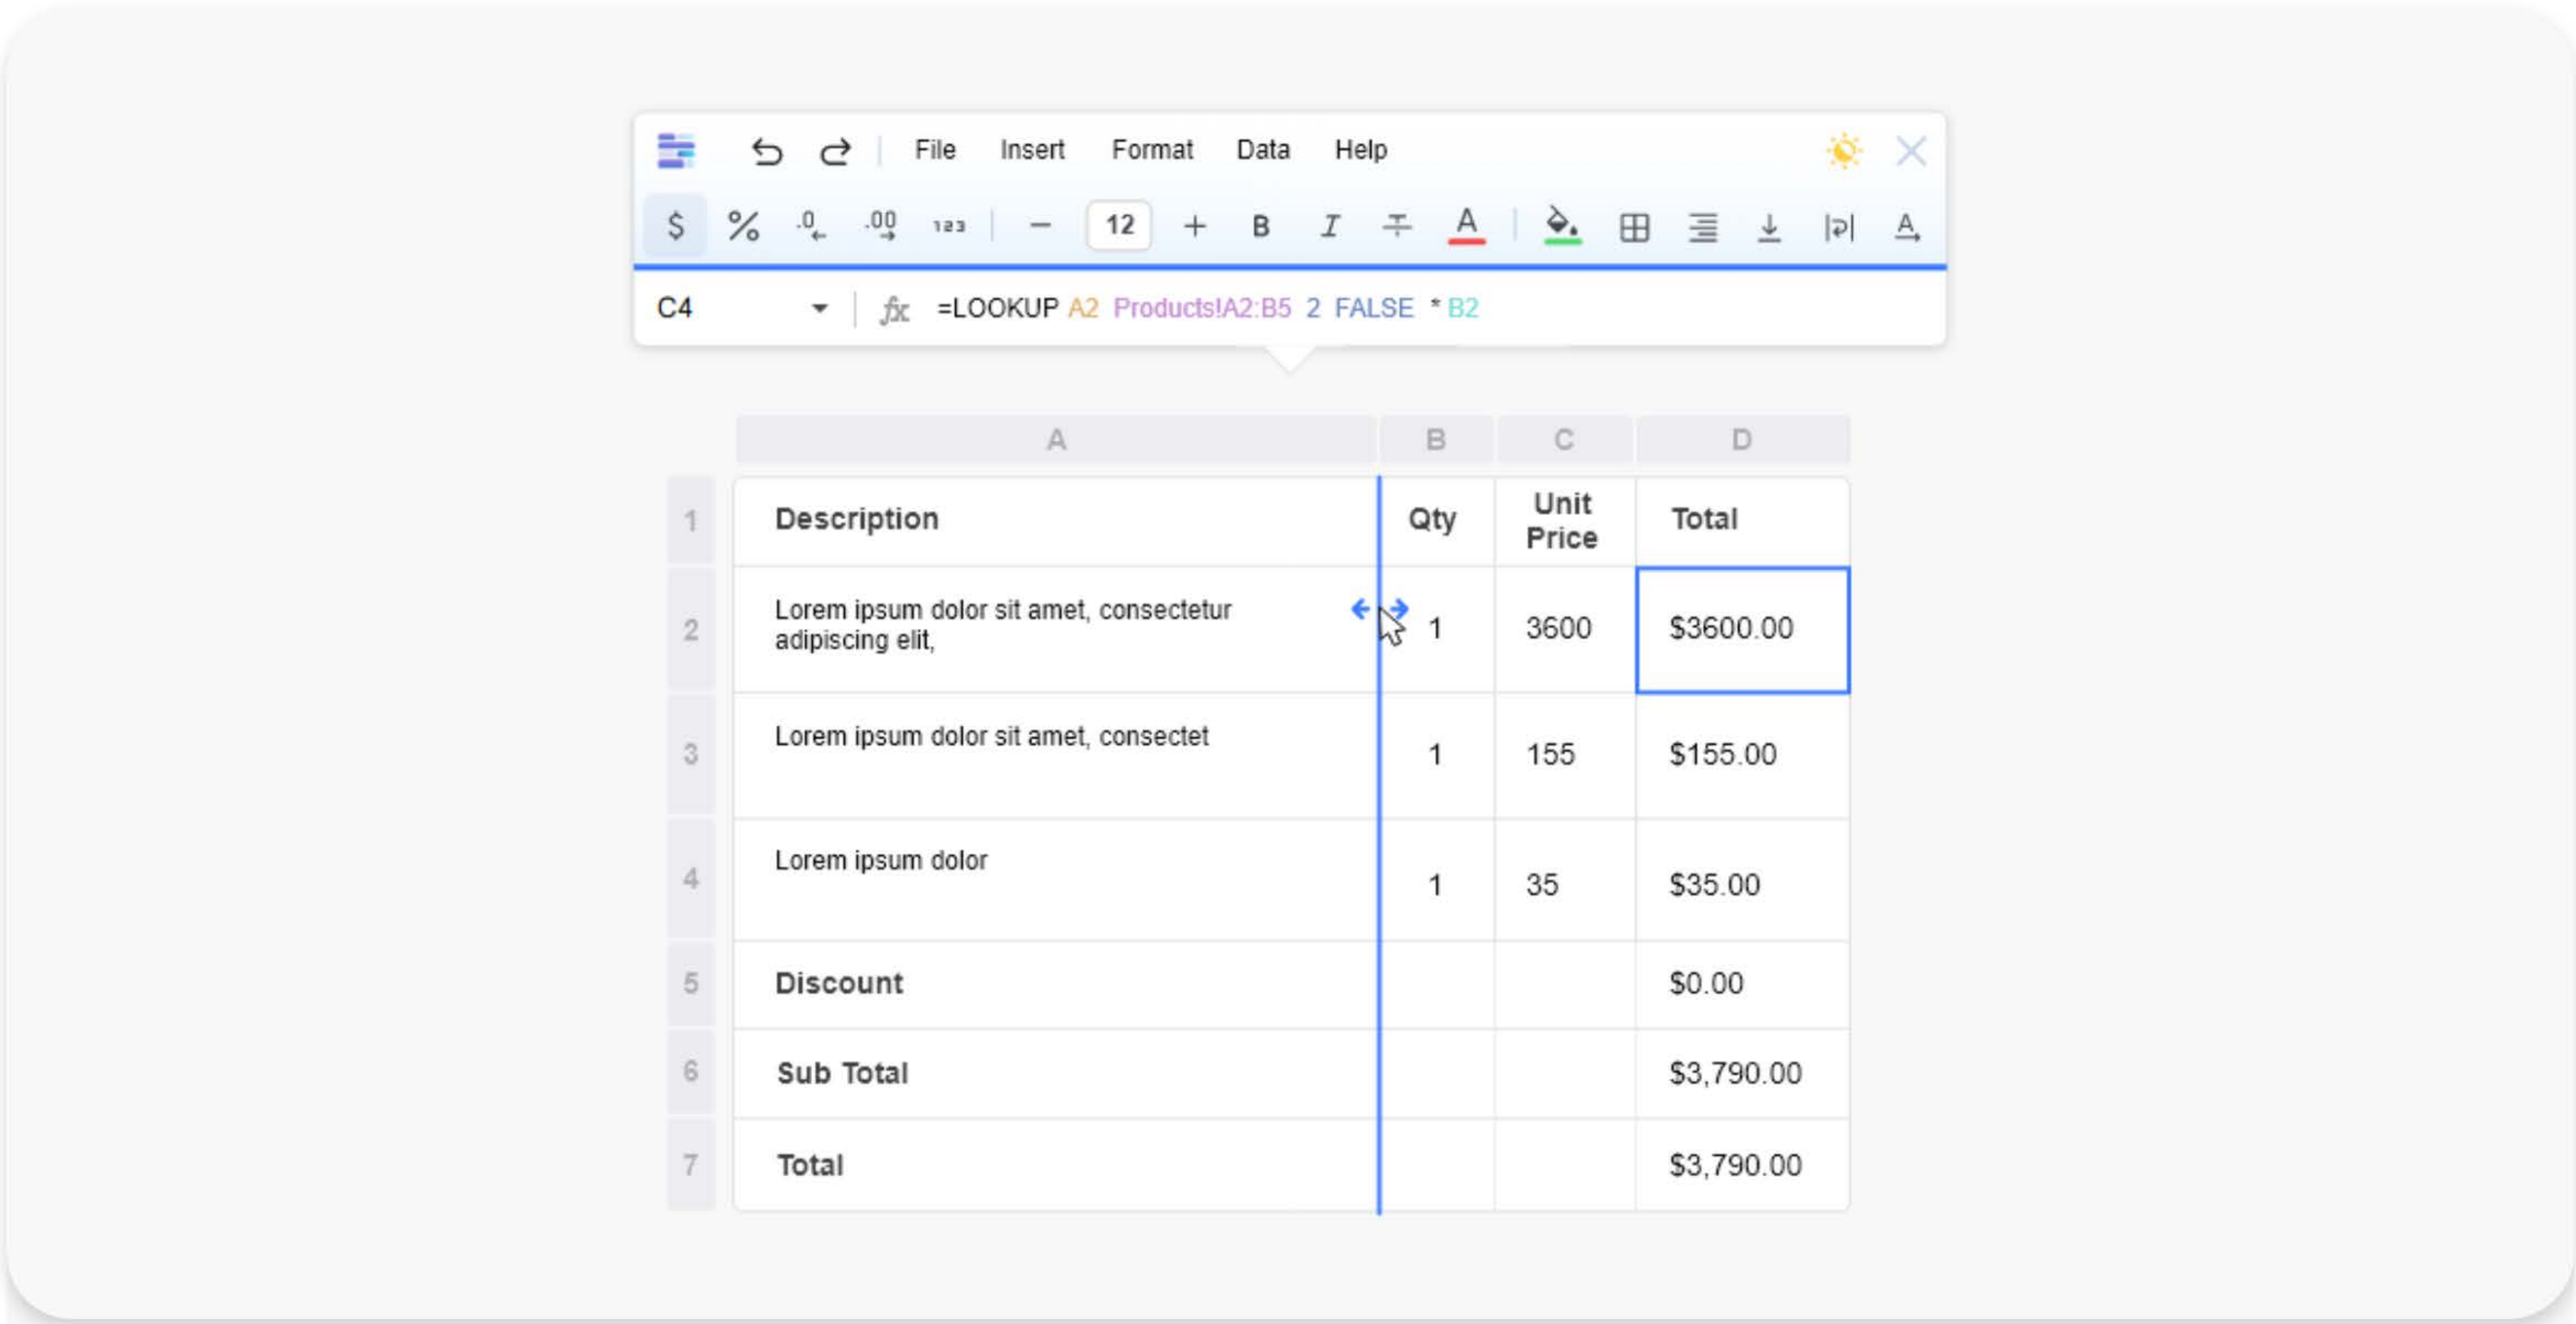 File Insert Format Data Help
$ % .0 .00 123 12 B I T A A
C4 fx =LOOKUP A2 Products!A2:B5 2 FALSE * B2
A B C D
1 Description Qty Unit Price Total
2 Lorem ipsum dolor sit amet, consectetur 1 3600 $3600.00
adipiscing elit,
3 Lorem ipsum dolor sit amet, consectet 1 155 $155.00
4 Lorem ipsum dolor 1 35 $35.00
5 Discount $0.00
6 Sub Total $3,790.00
7 Total $3,790.00